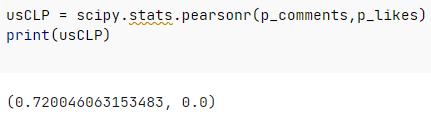 usCLP = scipy.stats.pearsonr(p_comments,p_likes)
print(usCLP)
(0.720046063153483, 0.0)